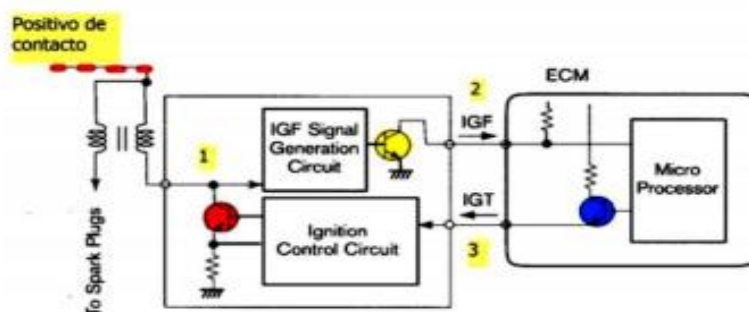 Positivo de
contacto
2
ECM
IGF Signal
Generation
Circuit
IGF
1
Micro
Processor
IGT
Ignition
Control Circuit
3
To Spark Plugs